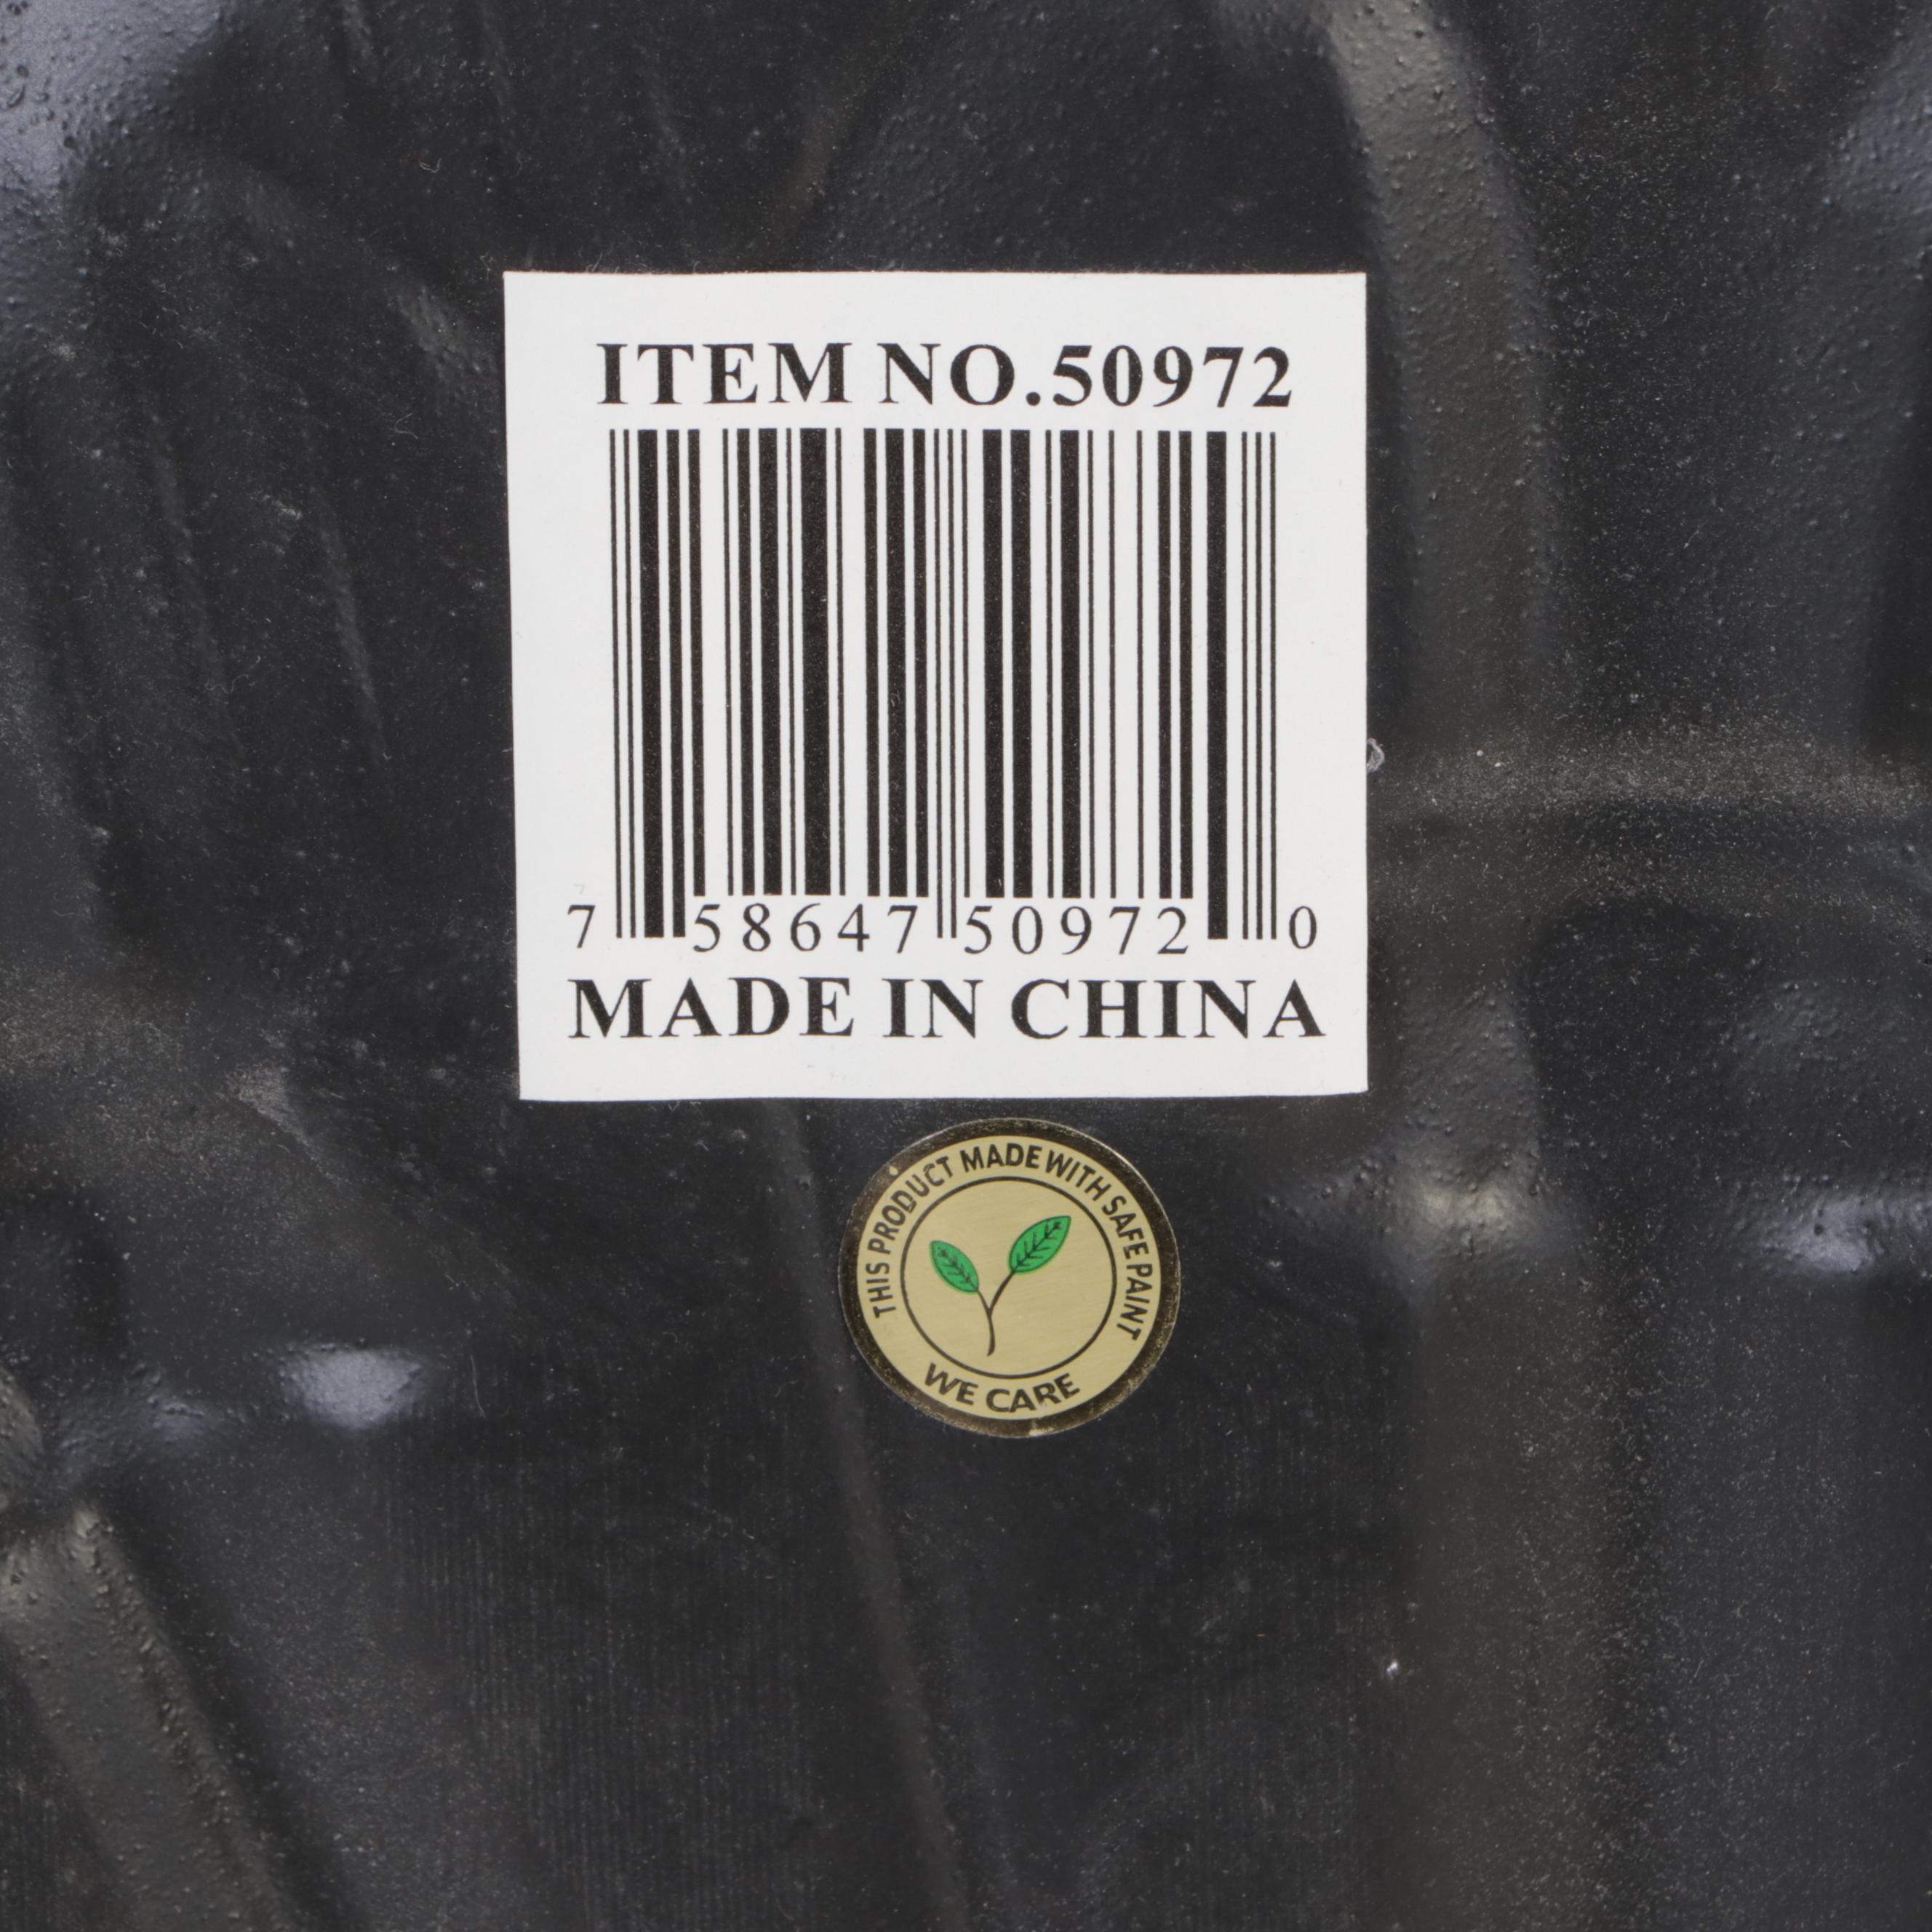 ITEM NO.50972
7 58647 50972 0
MADE IN CHINA
THIS PRODUCT MADE WITH SAFE PAINT
WE CARE